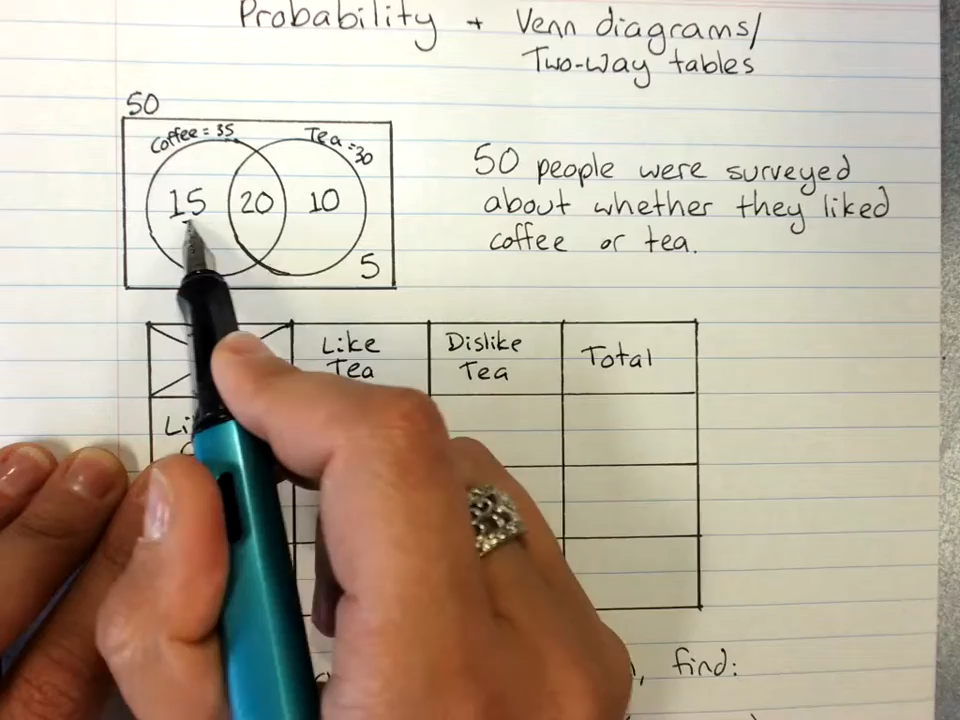 Probability + Venn diagrams/
Two-way tables
50
Coffee = 35
Tea = 30
15 20 10
5
50 people were surveyed
about whether they liked
coffee or tea.
Like
Tea
Dislike
Tea
Total
find: